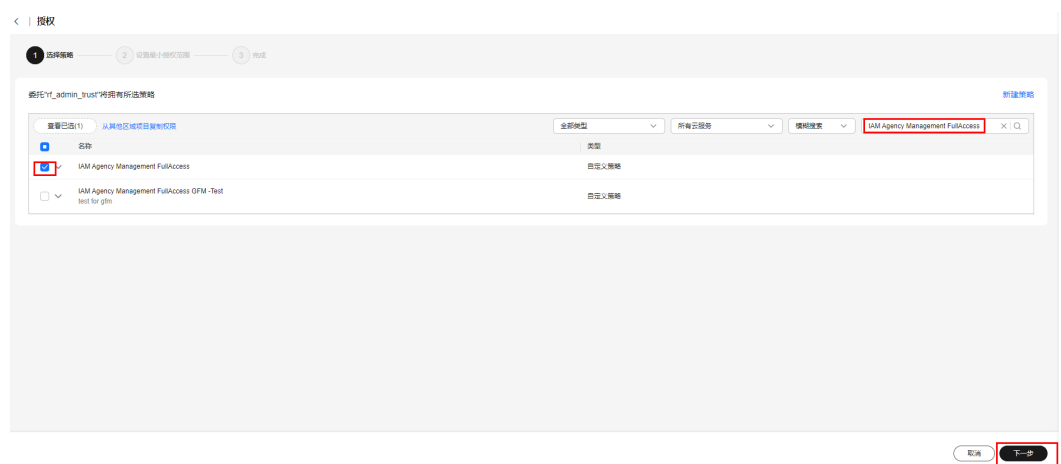 < | 授权
1 选择策略 2 设置最小授权范围 3 完成
委托"rf_admin_trust"将拥有所选策略 新建策略
查看已选(1) 从其他区域项目复制权限 全部类型 所有云服务 模糊搜索 IAM Agency Management FullAccess
名称 类型
IAM Agency Management FullAccess 自定义策略
IAM Agency Management FullAccess GFM -Test 自定义策略
test for gfm
取消 下一步